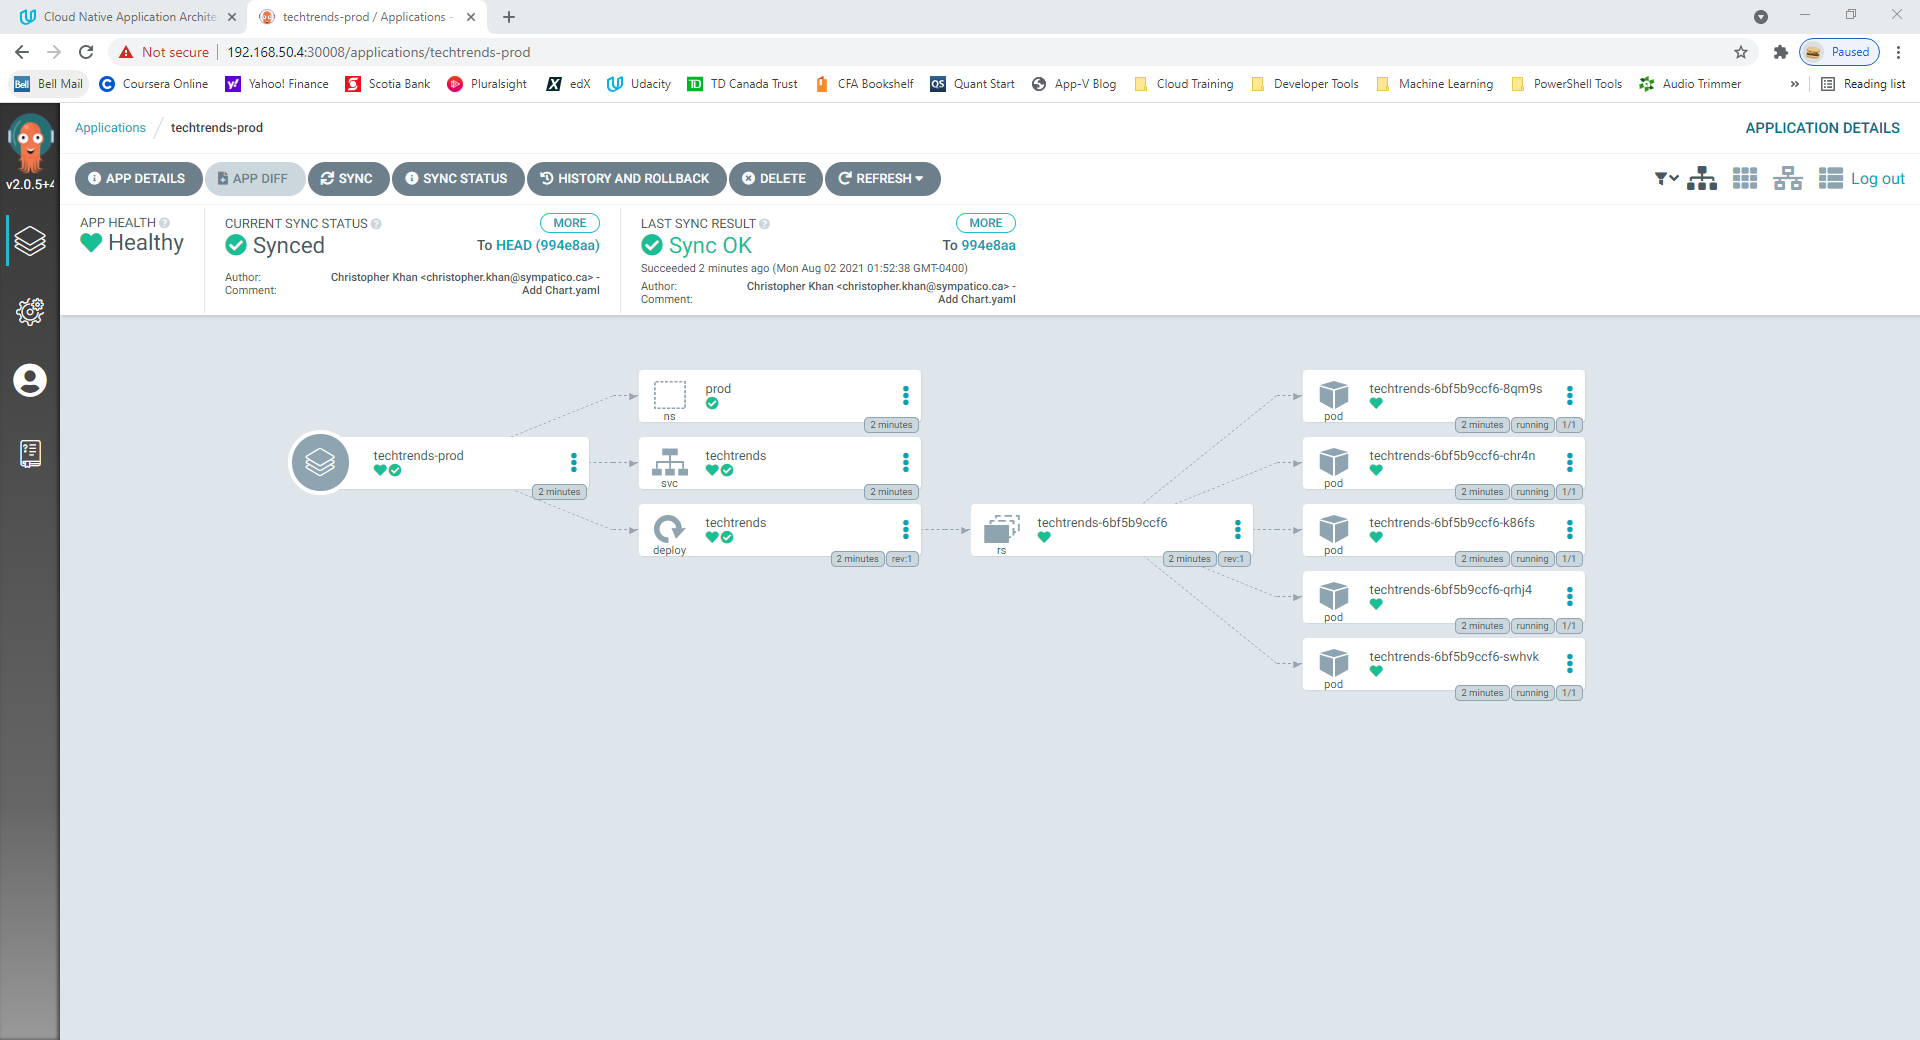 Cloud Native Application Archite
techtrends-prod / Applications -
Not secure
192.168.50.4:30008/applications/techtrends-prod
Paused
Bell Bell Mail
Coursera Online
Yahoo! Finance
Scotia Bank
Pluralsight
edX
Udacity
TD Canada Trust
CFA Bookshelf
QS Quant Start
App-V Blog
Cloud Training
Developer Tools
Machine Learning
PowerShell Tools
Audio Trimmer
»
Reading list
v2.0.5+4
Applications / techtrends-prod
APPLICATION DETAILS
APP DETAILS
APP DIFF
SYNC
SYNC STATUS
HISTORY AND ROLLBACK
DELETE
REFRESH
Log out
APP HEALTH
Healthy
CURRENT SYNC STATUS
MORE
Synced
To HEAD (994e8aa)
Author: Christopher Khan <christopher.khan@sympatico.ca> -
Comment: Add Chart.yaml
LAST SYNC RESULT
MORE
Sync OK
To 994e8aa
Succeeded 2 minutes ago (Mon Aug 02 2021 01:52:38 GMT-0400)
Author: Christopher Khan <christopher.khan@sympatico.ca> -
Comment: Add Chart.yaml
techtrends-prod
2 minutes
prod
ns
2 minutes
techtrends
svc
2 minutes
techtrends
deploy
2 minutes rev:1
techtrends-6bf5b9ccf6
rs
2 minutes rev:1
techtrends-6bf5b9ccf6-8qm9s
pod
2 minutes running 1/1
techtrends-6bf5b9ccf6-chr4n
pod
2 minutes running 1/1
techtrends-6bf5b9ccf6-k86fs
pod
2 minutes running 1/1
techtrends-6bf5b9ccf6-qrhj4
pod
2 minutes running 1/1
techtrends-6bf5b9ccf6-swhvk
pod
2 minutes running 1/1